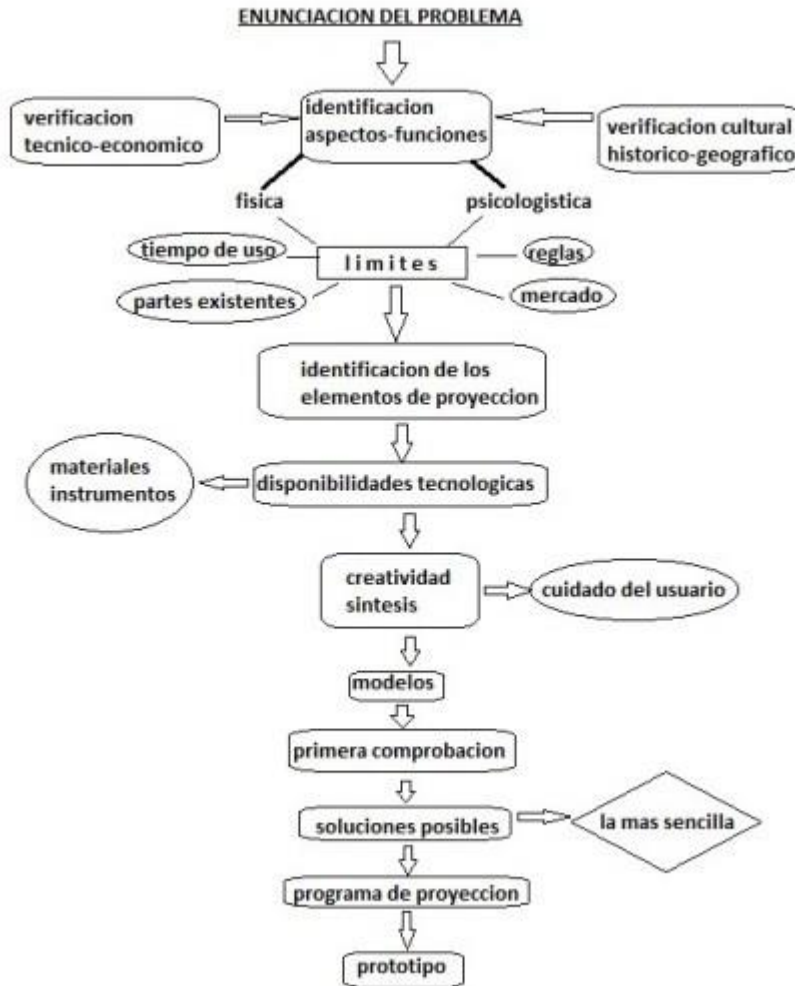 ENUNCIACION DEL PROBLEMA
verificacion
tecnico-economico
identificacion
aspectos-funciones
verificacion cultural
historico-geografico
fisica
psicologistica
tiempo de uso
limites
reglas
partes existentes
mercado
identificacion de los
elementos de proyeccion
materiales
instrumentos
disponibilidades tecnologicas
creatividad
sintesis
cuidado del usuario
modelos
primera comprobacion
soluciones posibles
la mas sencilla
programa de proyeccion
prototipo